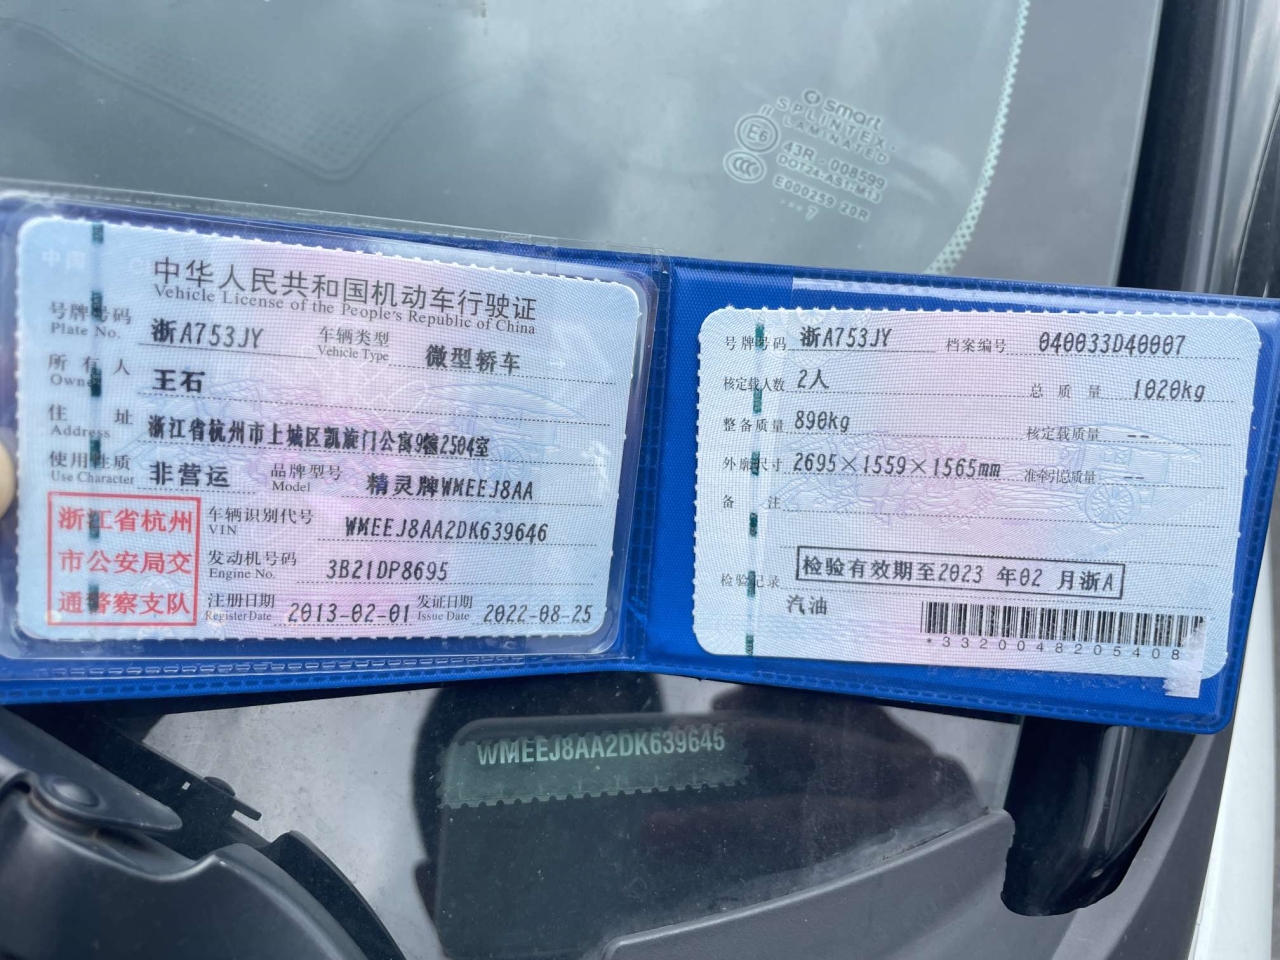 smart
SPLINTEX
LAMINATED
E6
43R-008599
CCC
DOT24·AS1·M13
E000259 20R
...7
中华人民共和国机动车行驶证
Vehicle License of the People's Republic of China
号牌号码 浙A753JY 车辆类型 微型轿车
Plate No. Vehicle Type
所有人 王石
Owner
住址 浙江省杭州市上城区凯旋门公寓9幢2504室
Address
使用性质 非营运 品牌型号 精灵牌WMEEJ8AA
Use Character Model
浙江省杭州
市公安局交
通警察支队
车辆识别代号 WMEEJ8AA2DK639646
VIN
发动机号码 3B21DP8695
Engine No.
注册日期 2013-02-01 发证日期 2022-08-25
Register Date Issue Date
号牌号码 浙A753JY 档案编号 040033D40007
核定载人数 2人 总质量 1020kg
整备质量 890kg 核定载质量 --
外廓尺寸 2695×1559×1565mm 准牵引总质量 --
备注
检验有效期至2023 年02 月浙A
检验记录
汽油
*3320048205408
WMEEJ8AA2DK639645